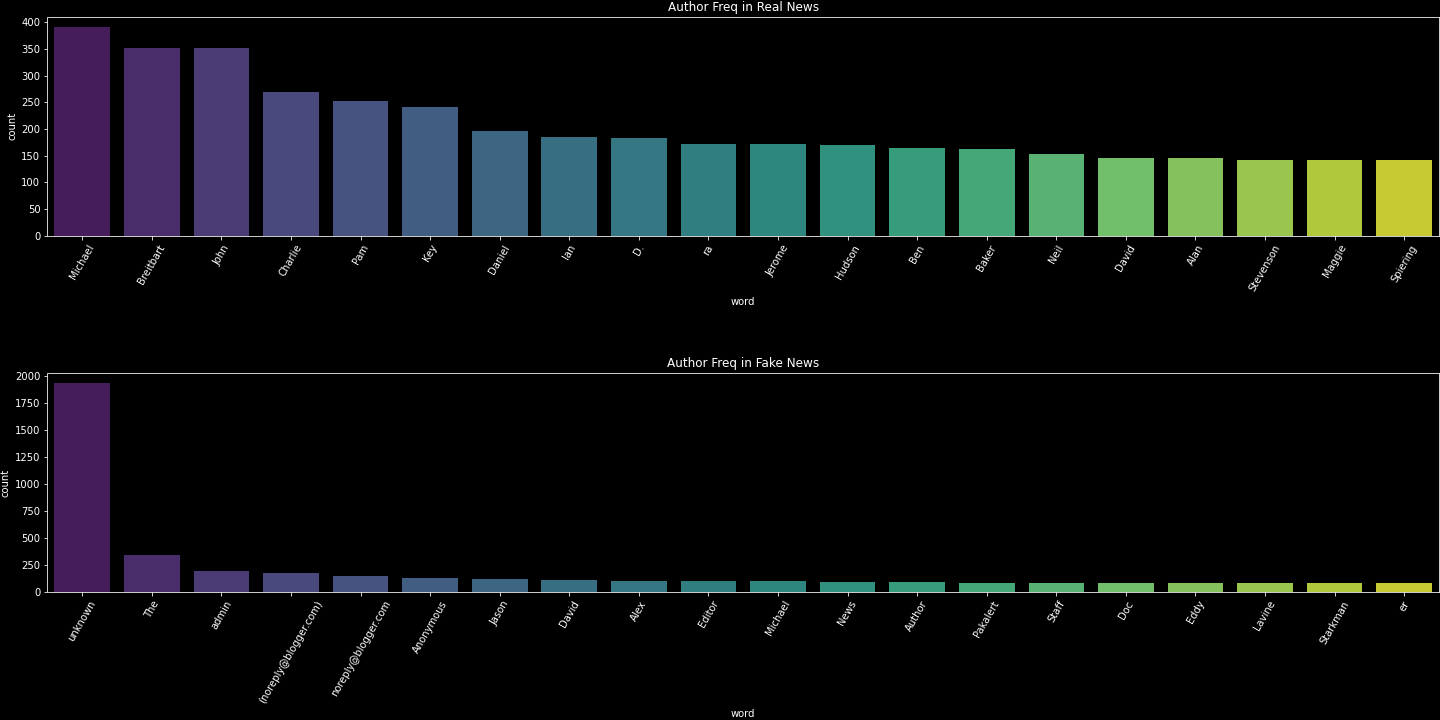 Author Freq in Real News
400
350
300
250
200
150
100
50
0
count
Michael
Breitbart
John
Charlie
Pam
Key
Daniel
Ian
D.
ra
Jerome
Hudson
Ben
Baker
Neil
David
Alan
Stevenson
Maggie
Spiering
word
Author Freq in Fake News
2000
1750
1500
1250
1000
750
500
250
0
count
unknown
The
admin
(noreply@blogger.com)
noreply@blogger.com
Anonymous
Jason
David
Alex
Editor
Michael
News
Author
Pakalert
Staff
Doc
Eddy
Lavine
Starkman
er
word